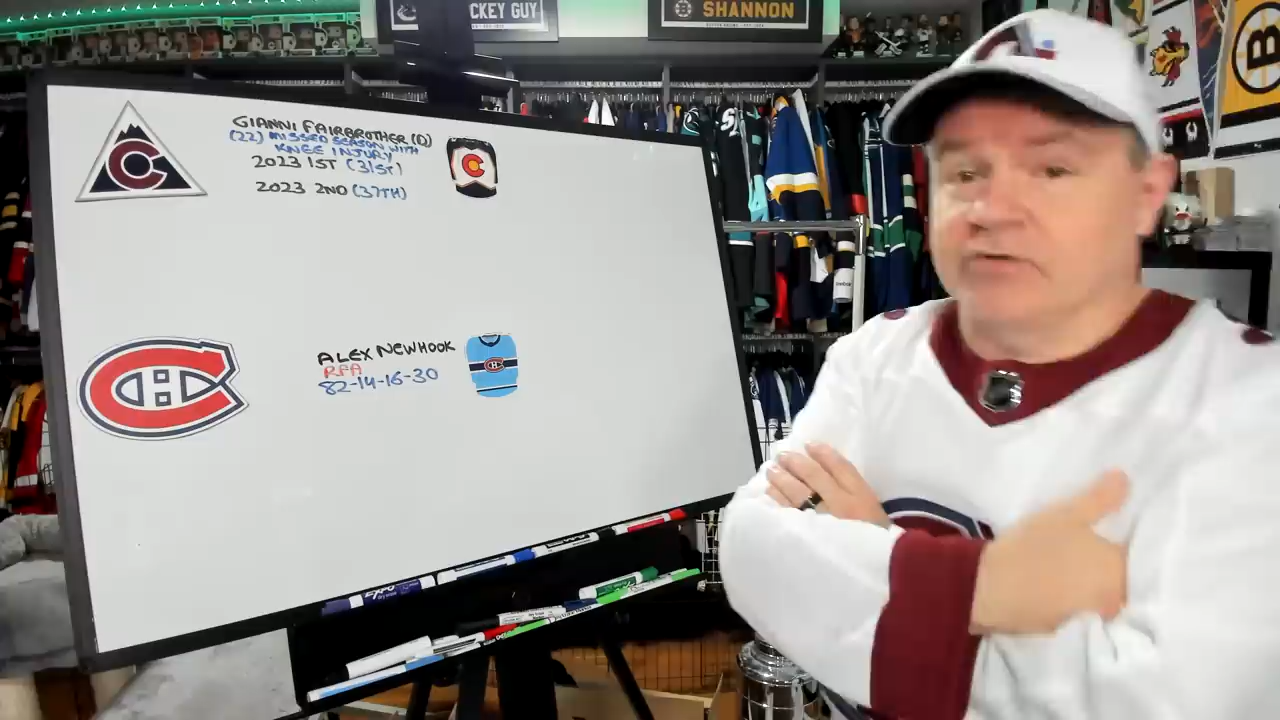 CKEY GUY
SHANNON
GIANNI FAIRBROTHER (D)
(22) MISSED SEASON WITH
KNEE INJURY
2023 1ST (31ST)
2023 2ND (37TH)
ALEX NEWHOOK
RFA
82-14-16-30
EXPO